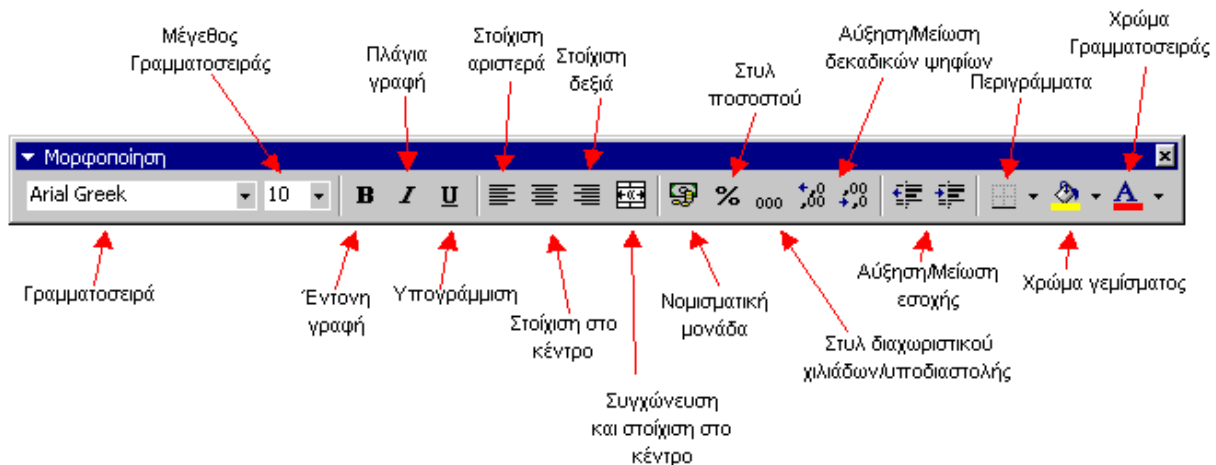 Μέγεθος
Γραμματοσειράς
Πλάγια
γραφή
Στοίχιση
αριστερά
Στοίχιση
δεξιά
Στυλ
ποσοστού
Αύξηση/Μείωση
δεκαδικών ψηφίων
Περιγράμματα
Χρώμα
Γραμματοσειράς
Μορφοποίηση
Arial Greek 10 B I U % 000 ,00 ,00 A
Γραμματοσειρά
Έντονη
γραφή
Υπογράμμιση
Στοίχιση στο
κέντρο
Συγχώνευση
και στοίχιση στο
κέντρο
Νομισματική
μονάδα
Στυλ διαχωριστικού
χιλιάδων/υποδιαστολής
Αύξηση/Μείωση
εσοχής
Χρώμα γεμίσματος